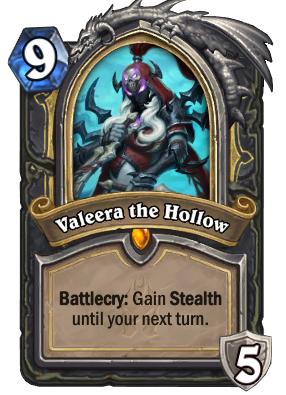 9
Valeera the Hollow
Battlecry: Gain Stealth
until your next turn.
5